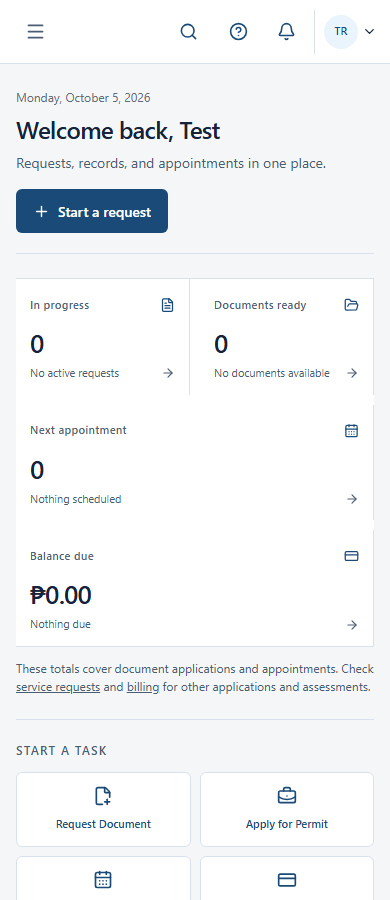 TR
Monday, October 5, 2026
Welcome back, Test
Requests, records, and appointments in one place.
Start a request
In progress
0
No active requests
Documents ready
0
No documents available
Next appointment
0
Nothing scheduled
Balance due
₱0.00
Nothing due
These totals cover document applications and appointments. Check
service requests and billing for other applications and assessments.
START A TASK
Request Document
Apply for Permit